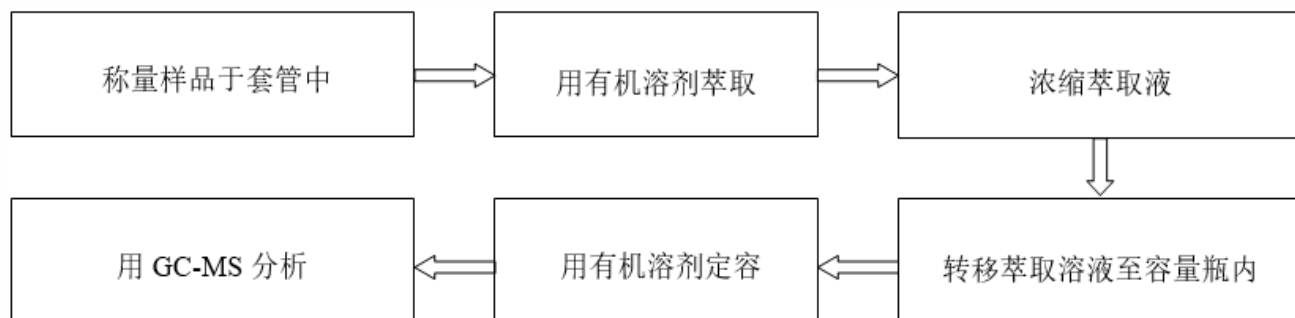 称量样品于套管中
用有机溶剂萃取
浓缩萃取液
转移萃取溶液至容量瓶内
用有机溶剂定容
用 GC-MS 分析